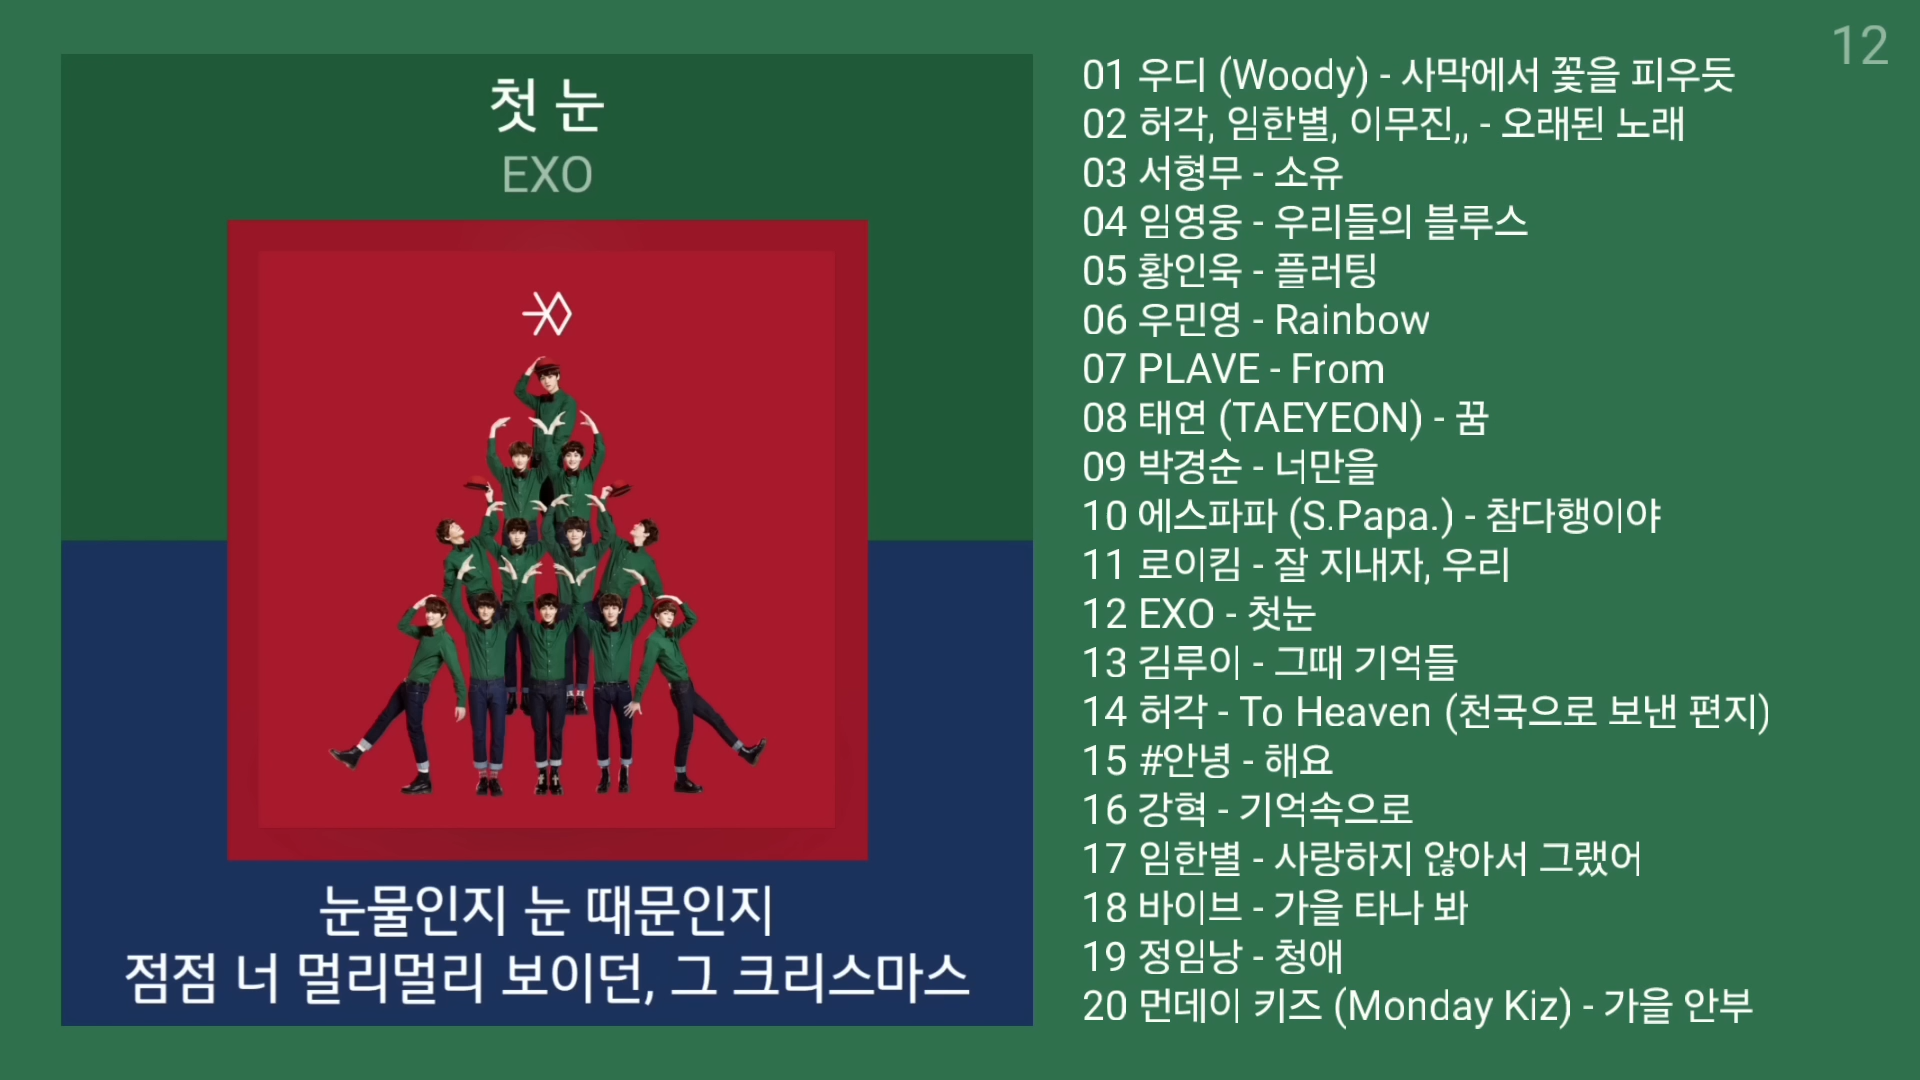 12
첫 눈
EXO
눈물인지 눈 때문인지
점점 너 멀리멀리 보이던, 그 크리스마스
01 우디 (Woody) - 사막에서 꽃을 피우듯
02 허각, 임한별, 이무진,, - 오래된 노래
03 서형무 - 소유
04 임영웅 - 우리들의 블루스
05 황인욱 - 플러팅
06 우민영 - Rainbow
07 PLAVE - From
08 태연 (TAEYEON) - 꿈
09 박경순 - 너만을
10 에스파파 (S.Papa.) - 참다행이야
11 로이킴 - 잘 지내자, 우리
12 EXO - 첫눈
13 김루이 - 그때 기억들
14 허각 - To Heaven (천국으로 보낸 편지)
15 #안녕 - 해요
16 강혁 - 기억속으로
17 임한별 - 사랑하지 않아서 그랬어
18 바이브 - 가을 타나 봐
19 정임낭 - 청애
20 먼데이 키즈 (Monday Kiz) - 가을 안부